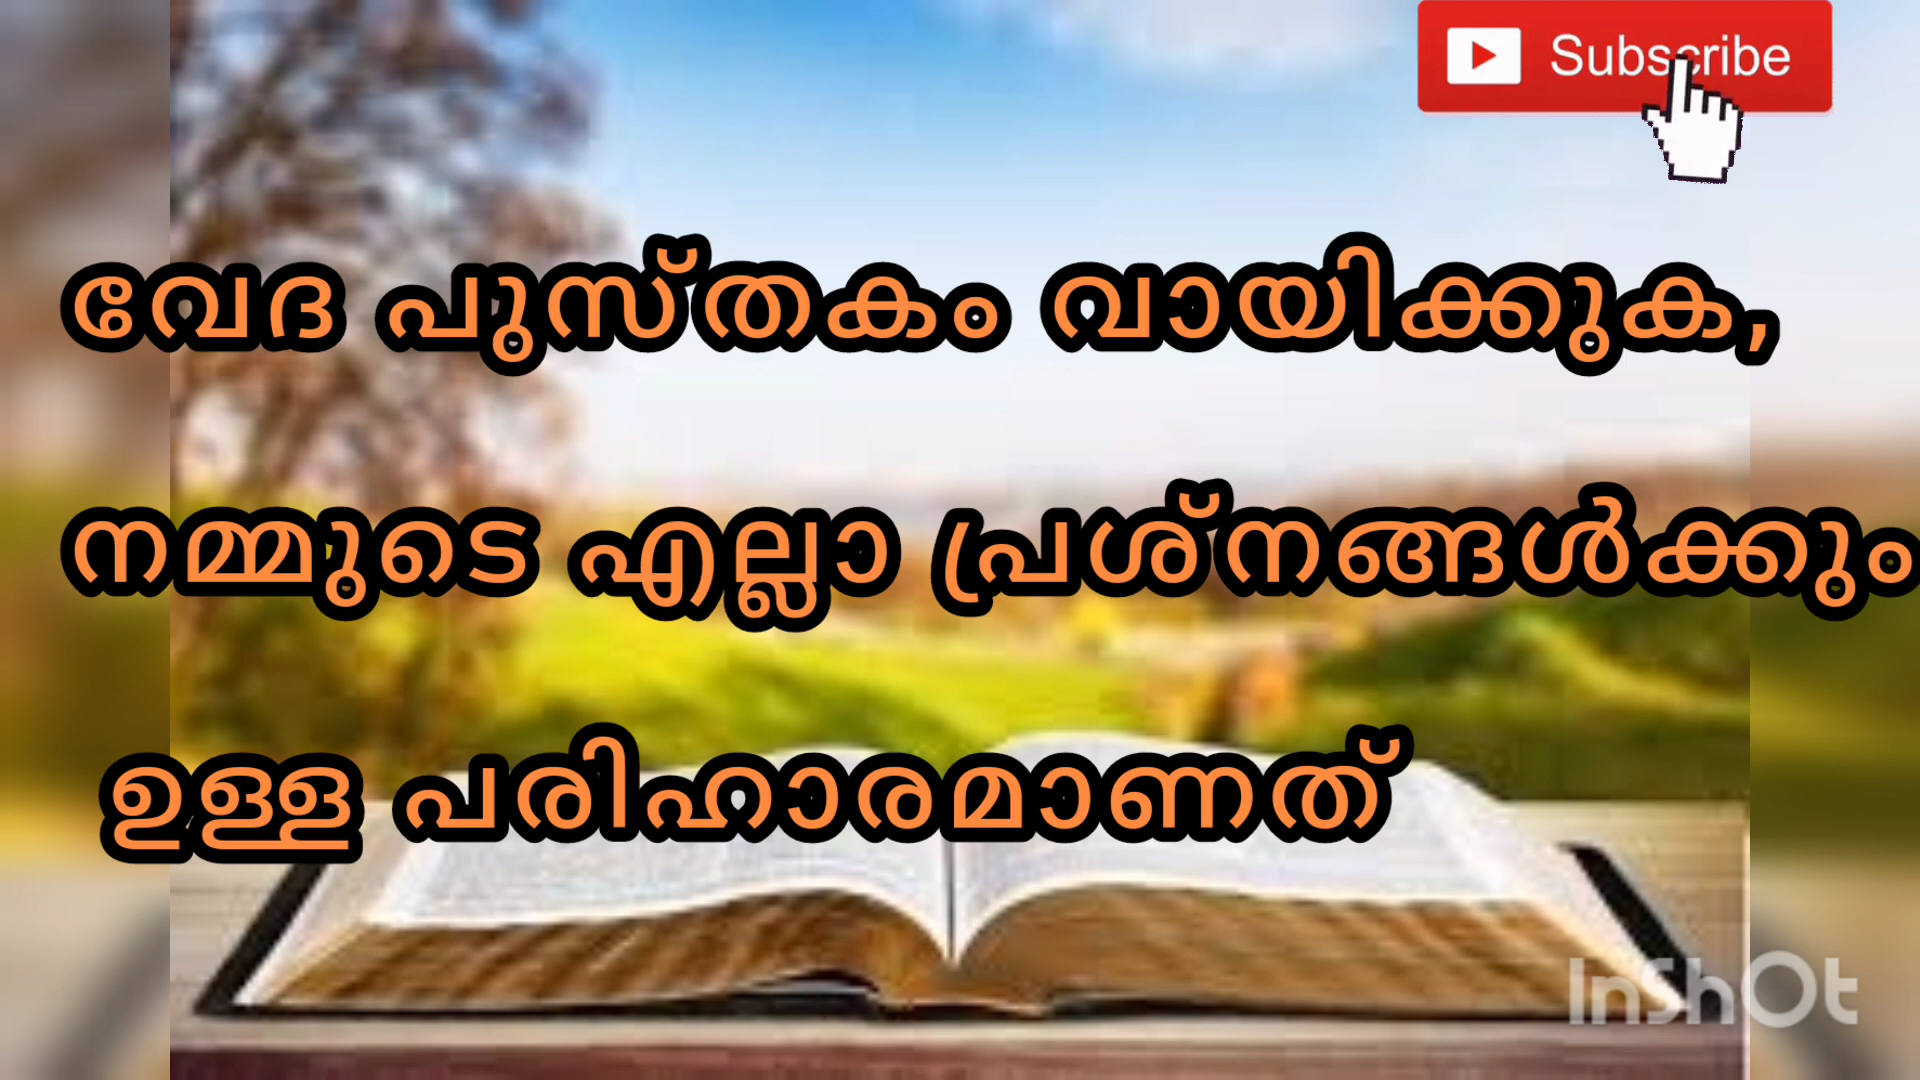 Subscribe
വേദ പുസ്തകം വായിക്കുക,
നമ്മുടെ എല്ലാ പ്രശ്നങ്ങൾക്കും
ഉള്ള പരിഹാരമാണത്
InShOt